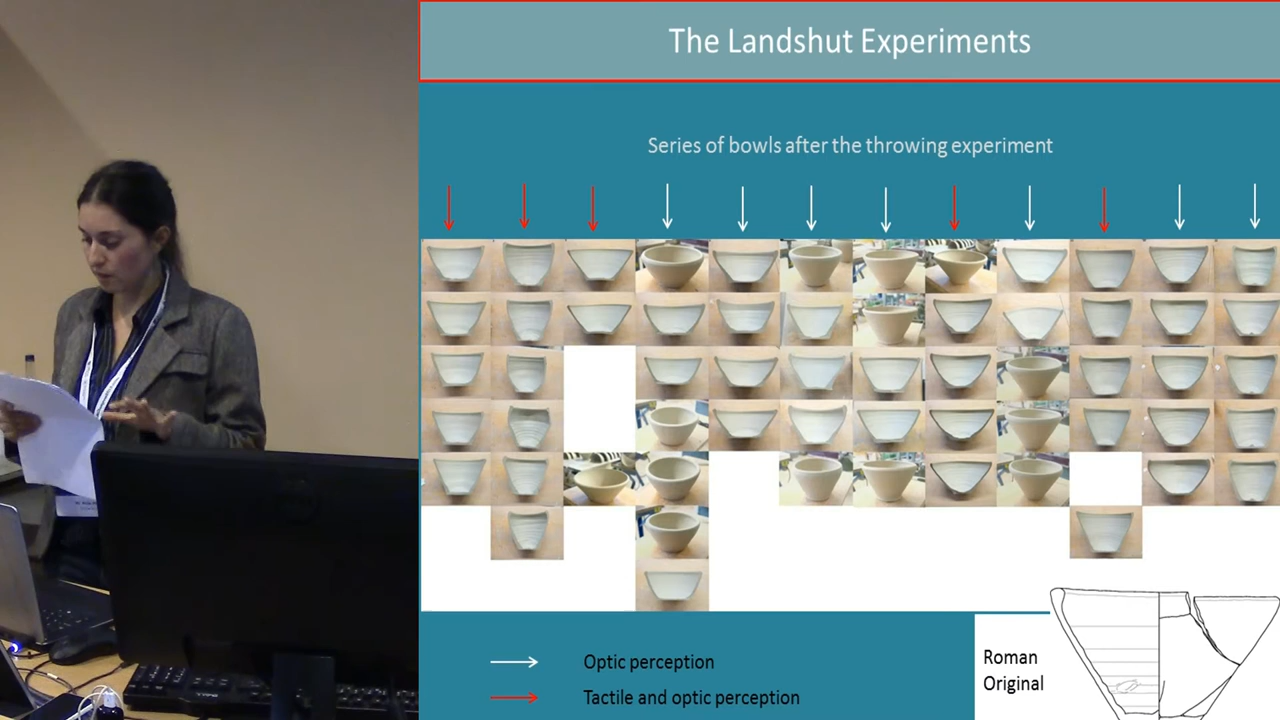 The Landshut Experiments
Series of bowls after the throwing experiment
Optic perception
Tactile and optic perception
Roman
Original